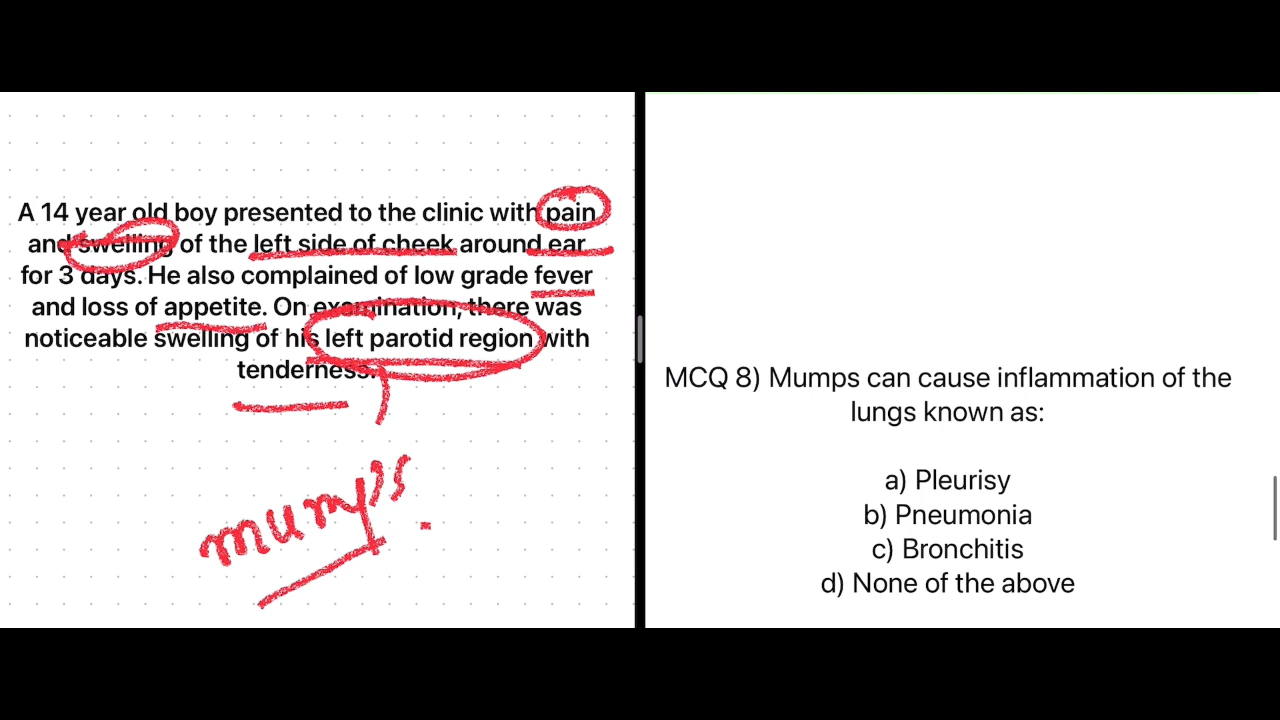 A 14 year old boy presented to the clinic with pain
and swelling of the left side of cheek around ear
for 3 days. He also complained of low grade fever
and loss of appetite. On examination, there was
noticeable swelling of his left parotid region with
tenderness.
mumps.
MCQ 8) Mumps can cause inflammation of the
lungs known as:
a) Pleurisy
b) Pneumonia
c) Bronchitis
d) None of the above